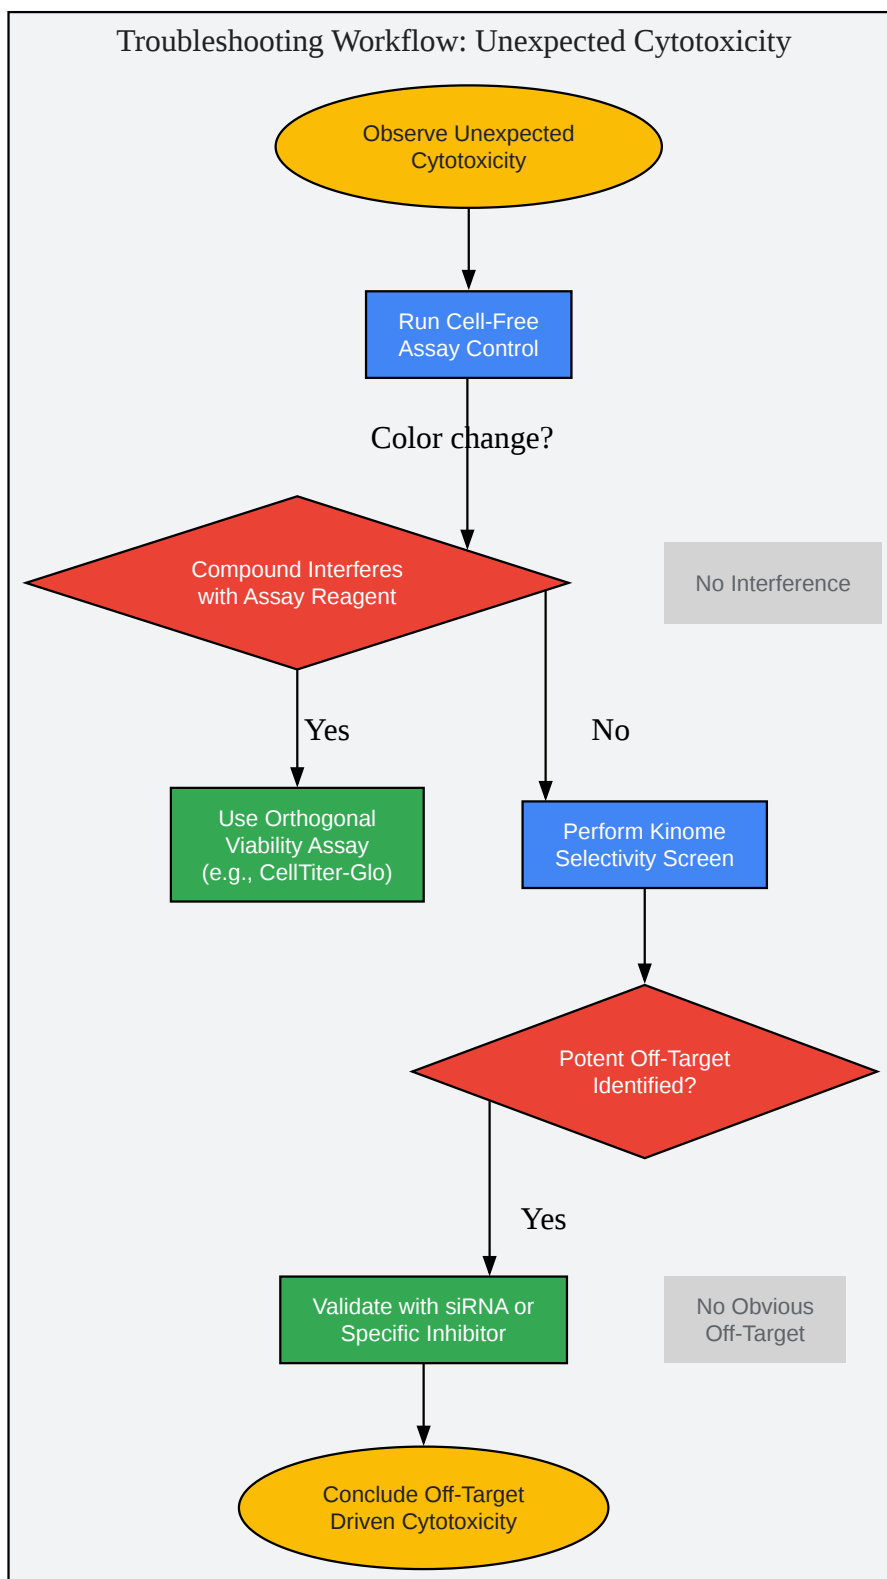 Troubleshooting Workflow: Unexpected Cytotoxicity
Observe Unexpected
Cytotoxicity
Run Cell-Free
Assay Control
Color change?
Compound Interferes
with Assay Reagent
No Interference
Yes
No
Use Orthogonal
Viability Assay
(e.g., CellTiter-Glo)
Perform Kinome
Selectivity Screen
Potent Off-Target
Identified?
Yes
Validate with siRNA or
Specific Inhibitor
No Obvious
Off-Target
Conclude Off-Target
Driven Cytotoxicity